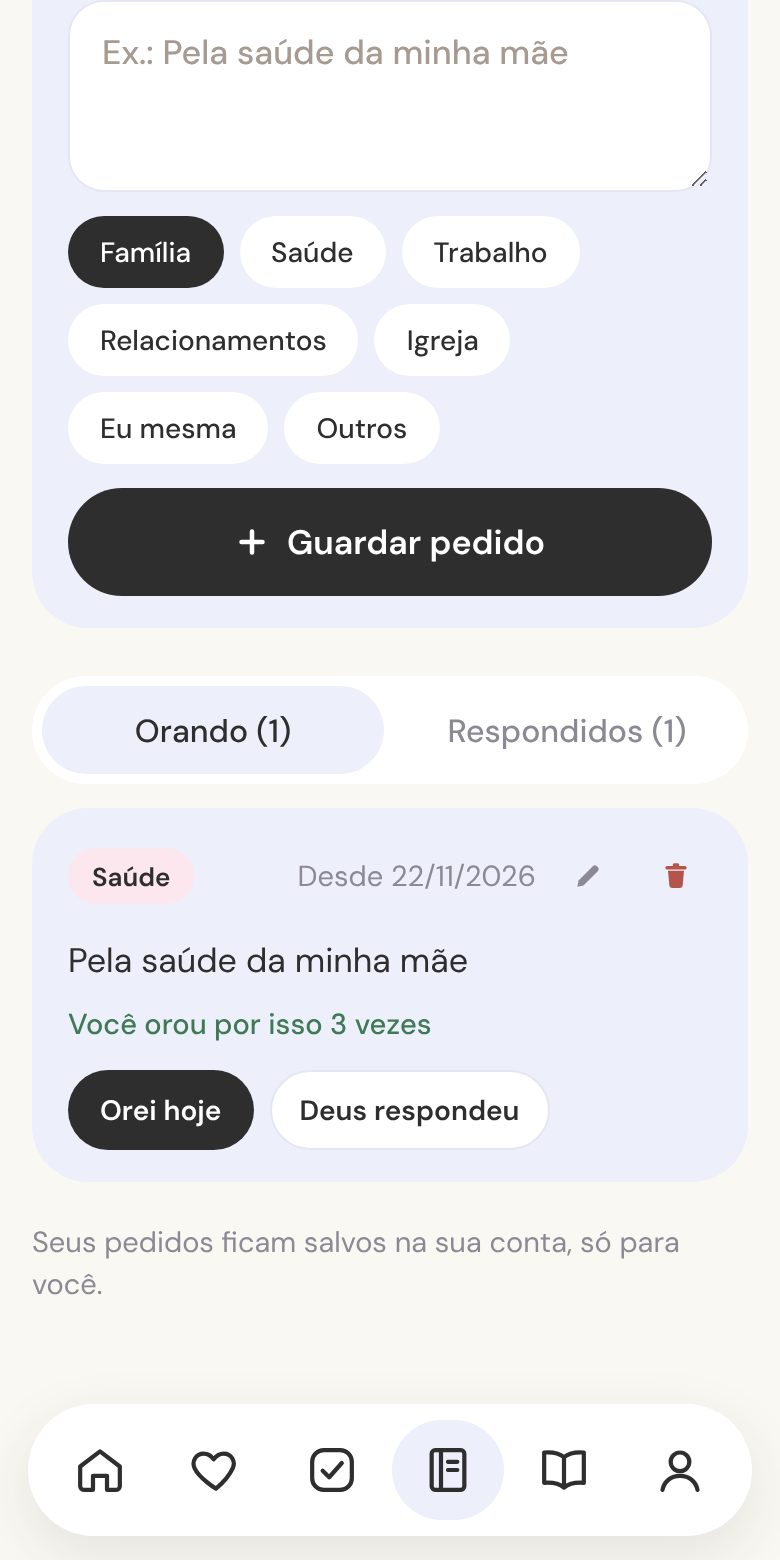 Ex.: Pela saúde da minha mãe
Família Saúde Trabalho
Relacionamentos Igreja
Eu mesma Outros
+ Guardar pedido
Orando (1) Respondidos (1)
Saúde Desde 22/11/2026
Pela saúde da minha mãe
Você orou por isso 3 vezes
Orei hoje Deus respondeu
Seus pedidos ficam salvos na sua conta, só para
você.